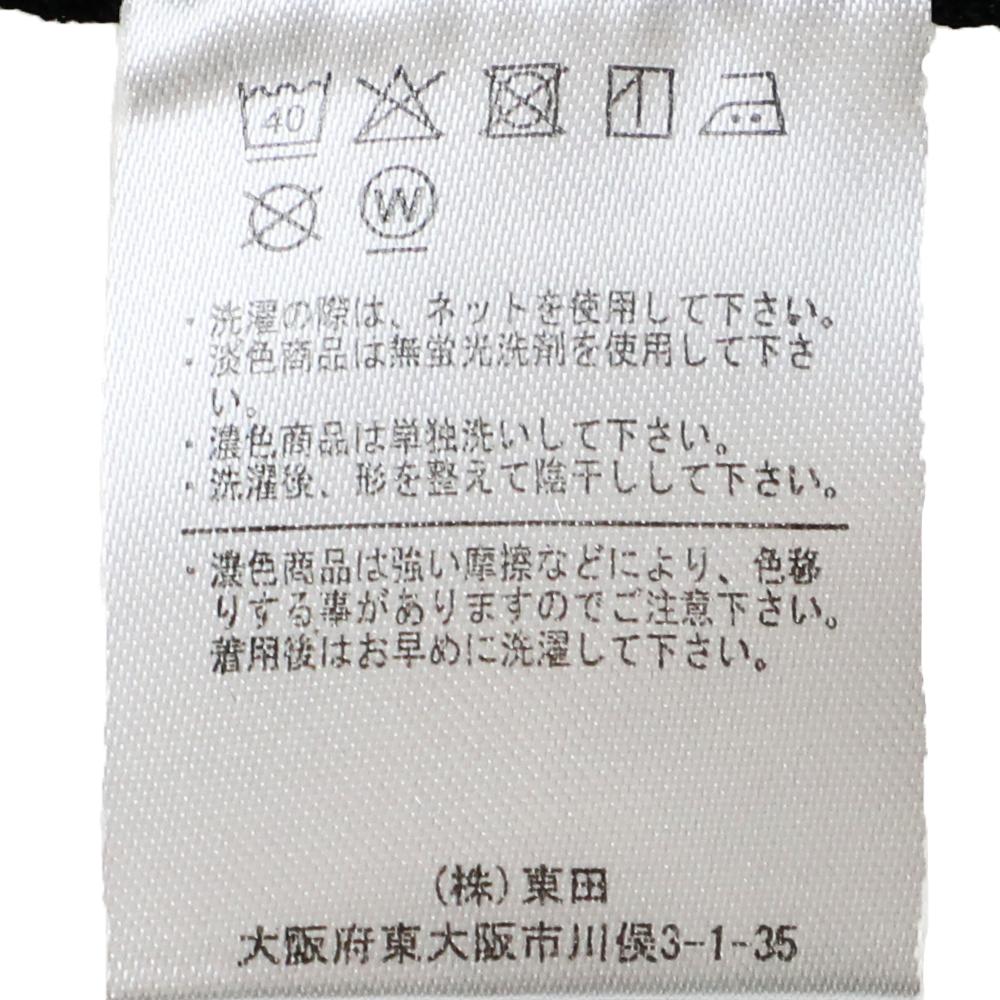 40
W
・洗濯の際は、ネットを使用して下さい。
・淡色商品は無蛍光洗剤を使用して下さ
い。
・濃色商品は単独洗いして下さい。
・洗濯後、形を整えて陰干しして下さい。
・濃色商品は強い摩擦などにより、色移
りする事がありますのでご注意下さい。
着用後はお早めに洗濯して下さい。
(株)東田
大阪府東大阪市川俣3-1-35